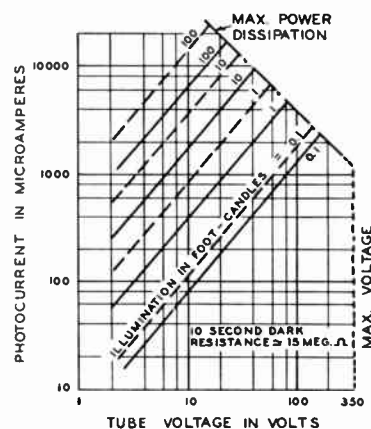 MAX. POWER
DISSIPATION
100
100
10
10
1
1
0.1
10000
1000
100
10
PHOTOCURRENT IN MICROAMPERES
ILLUMINATION IN FOOT-CANDLES =
10 SECOND DARK
RESISTANCE ≃ 15 MEG. Ω
MAX. VOLTAGE
1
10
100
350
TUBE VOLTAGE IN VOLTS